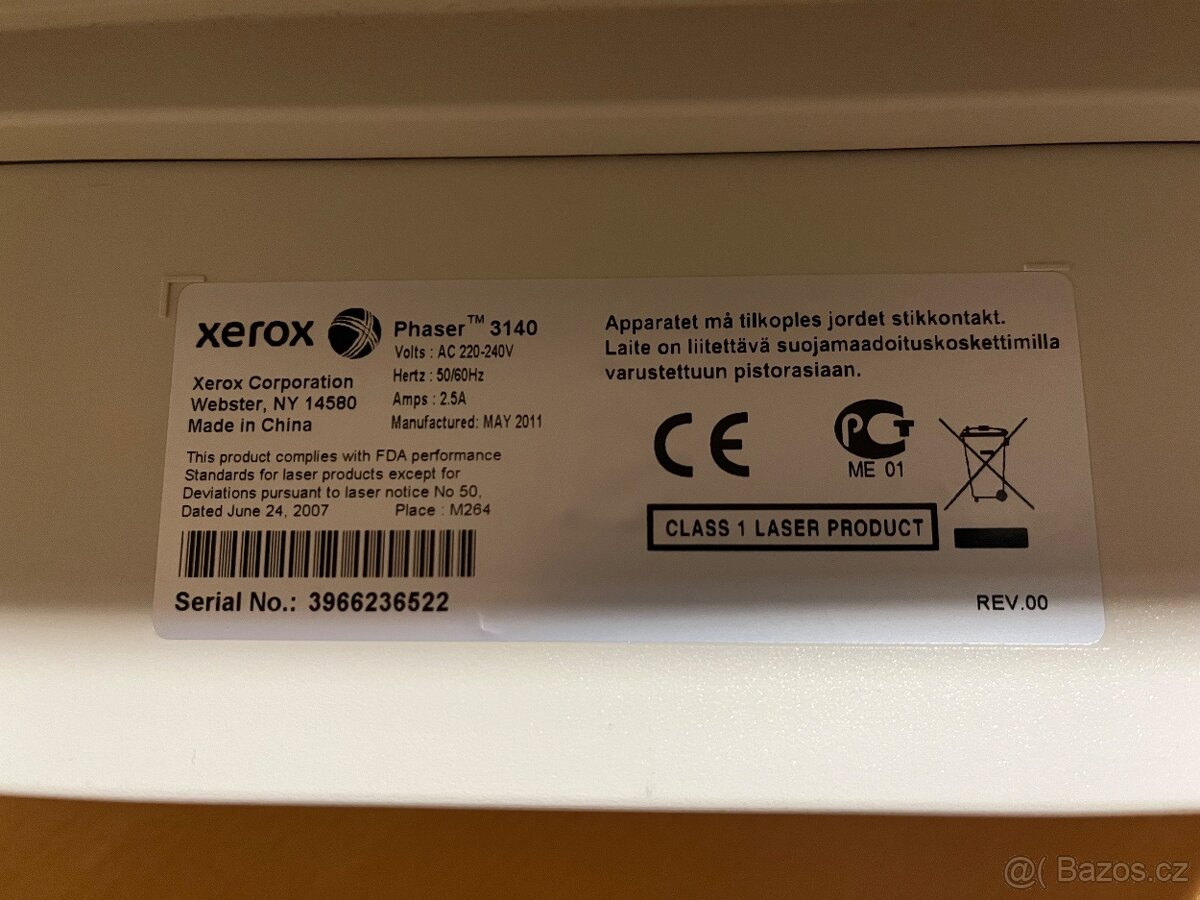 xerox
Phaser™ 3140
Volts : AC 220-240V
Hertz : 50/60Hz
Amps : 2.5A
Manufactured: MAY 2011
Xerox Corporation
Webster, NY 14580
Made in China
This product complies with FDA performance
Standards for laser products except for
Deviations pursuant to laser notice No 50,
Dated June 24, 2007 Place : M264
Serial No.: 3966236522
Apparatet må tilkoples jordet stikkontakt.
Laite on liitettävä suojamaadoituskoskettimilla
varustettuun pistorasiaan.
CE
PCT
ME 01
CLASS 1 LASER PRODUCT
REV.00
@( Bazos.cz